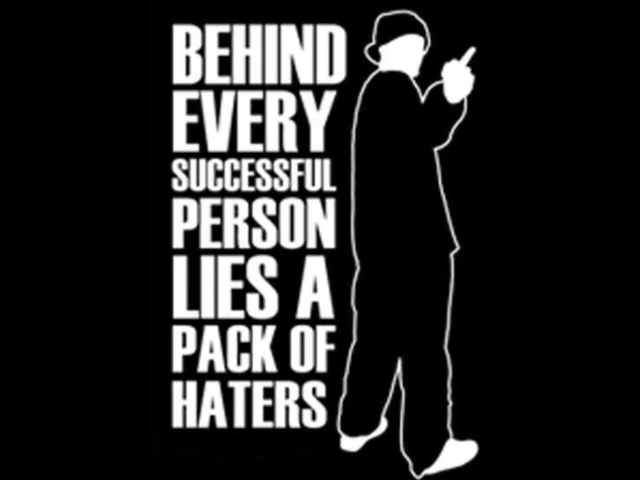 BEHIND
EVERY
SUCCESSFUL
PERSON
LIES A
PACK OF
HATERS